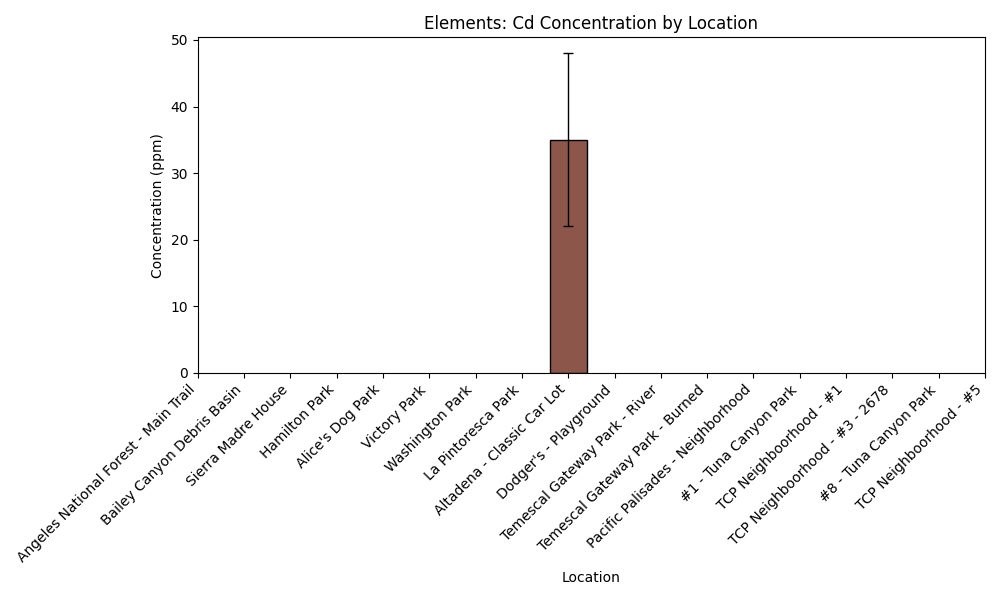 Elements: Cd Concentration by Location
Concentration (ppm)
50
40
30
20
10
0
Angeles National Forest - Main Trail
Bailey Canyon Debris Basin
Sierra Madre House
Hamilton Park
Alice's Dog Park
Victory Park
Washington Park
La Pintoresca Park
Altadena - Classic Car Lot
Dodger's - Playground
Temescal Gateway Park - River
Temescal Gateway Park - Burned
Pacific Palisades - Neighborhood
#1 - Tuna Canyon Park
TCP Neighboorhood - #1
TCP Neighboorhood - #3 - 2678
#8 - Tuna Canyon Park
TCP Neighboorhood - #5
Location